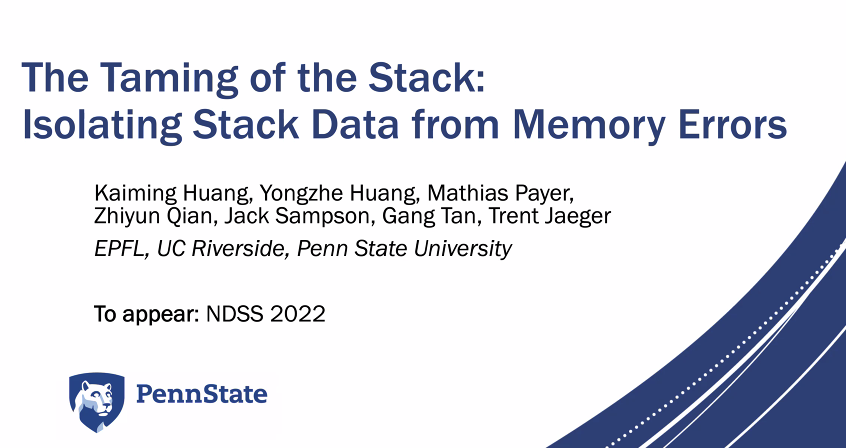 The Taming of the Stack:
Isolating Stack Data from Memory Errors
Kaiming Huang, Yongzhe Huang, Mathias Payer,
Zhiyun Qian, Jack Sampson, Gang Tan, Trent Jaeger
EPFL, UC Riverside, Penn State University
To appear: NDSS 2022
PennState